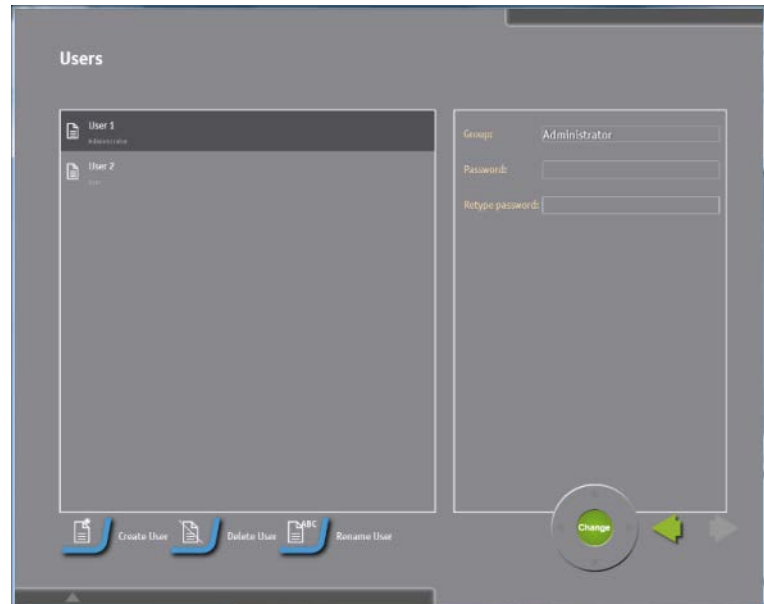 Users
User 1
Administrator
User 2
User
Group: Administrator
Password:
Retype password:
Create User
Delete User
ABC
Rename User
Change